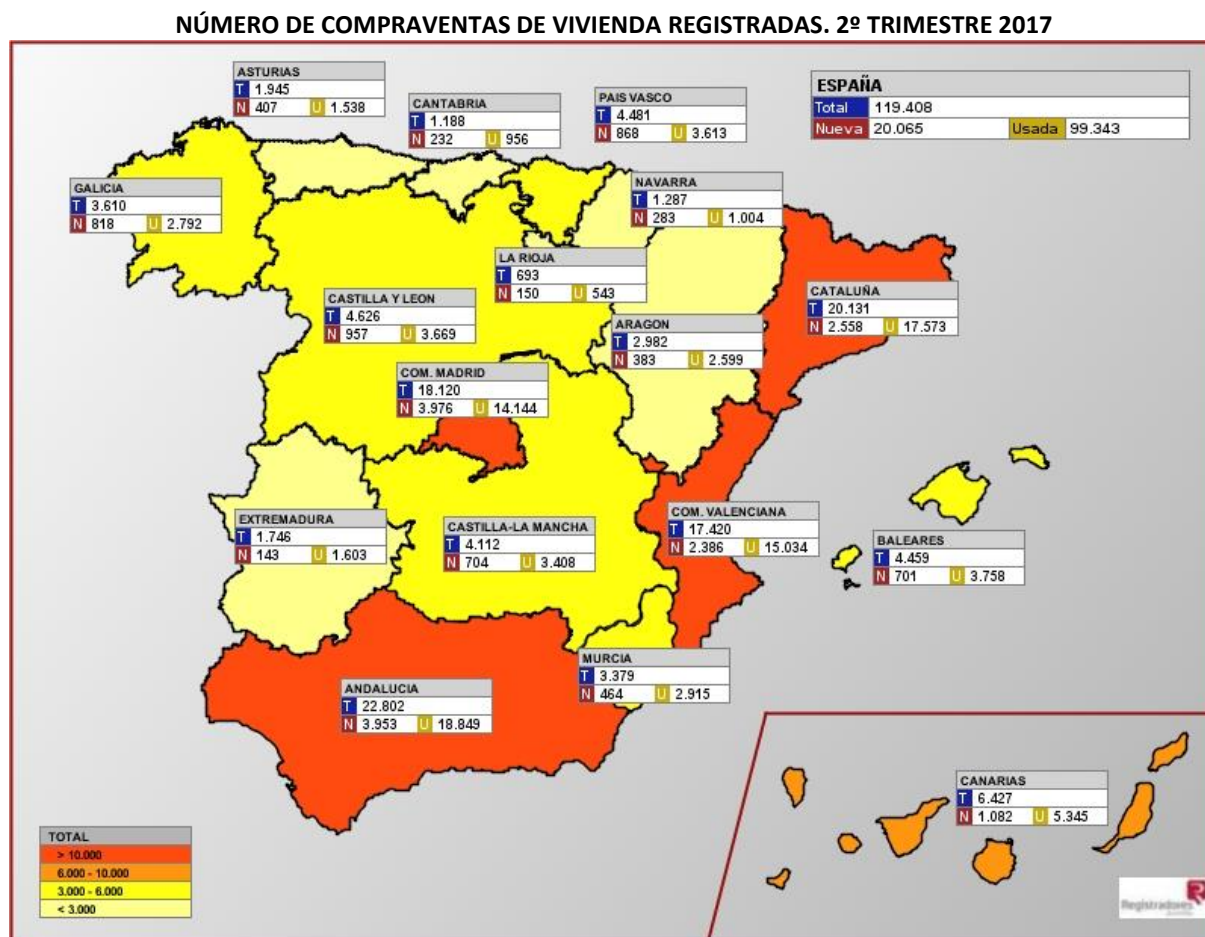 NÚMERO DE COMPRAVENTAS DE VIVIENDA REGISTRADAS. 2º TRIMESTRE 2017
ASTURIAS
T 1.945
N 407 U 1.538
CANTABRIA
T 1.188
N 232 U 956
PAIS VASCO
T 4.481
N 868 U 3.613
ESPAÑA
Total 119.408
Nueva 20.065 Usada 99.343
GALICIA
T 3.610
N 818 U 2.792
NAVARRA
T 1.287
N 283 U 1.004
LA RIOJA
T 693
N 150 U 543
CASTILLA Y LEON
T 4.626
N 957 U 3.669
ARAGON
T 2.982
N 383 U 2.599
CATALUÑA
T 20.131
N 2.558 U 17.573
COM. MADRID
T 18.120
N 3.976 U 14.144
EXTREMADURA
T 1.746
N 143 U 1.603
CASTILLA-LA MANCHA
T 4.112
N 704 U 3.408
COM. VALENCIANA
T 17.420
N 2.386 U 15.034
BALEARES
T 4.459
N 701 U 3.758
ANDALUCIA
T 22.802
N 3.953 U 18.849
MURCIA
T 3.379
N 464 U 2.915
CANARIAS
T 6.427
N 1.082 U 5.345
TOTAL
> 10.000
6.000 - 10.000
3.000 - 6.000
< 3.000
Registradores